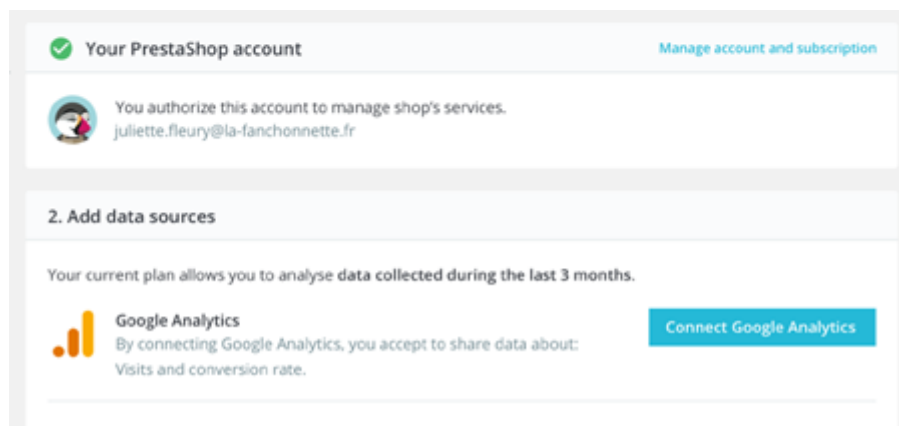 Your PrestaShop account
Manage account and subscription
You authorize this account to manage shop's services.
juliette.fleury@la-fanchonnette.fr
2. Add data sources
Your current plan allows you to analyse data collected during the last 3 months.
Google Analytics
Connect Google Analytics
By connecting Google Analytics, you accept to share data about:
Visits and conversion rate.